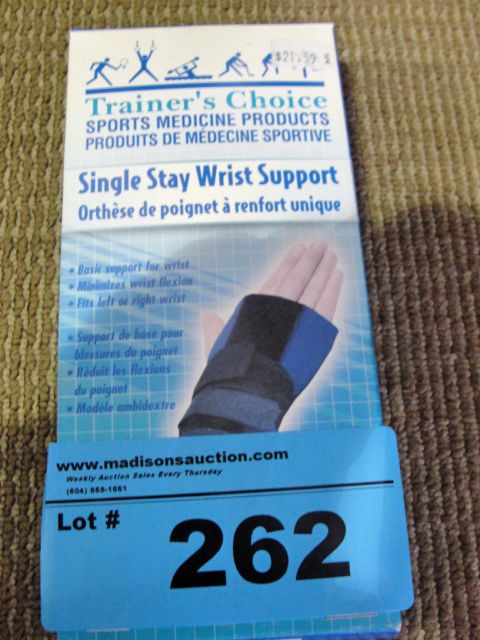 $21.59
Trainer's Choice
SPORTS MEDICINE PRODUCTS
PRODUITS DE MÉDECINE SPORTIVE
Single Stay Wrist Support
Orthèse de poignet à renfort unique
• Basic support for wrist
• Minimizes wrist flexion
• Fits left or right wrist
• Support de base pour
blessures du poignet
• Réduit les flexions
du poignet
• Modèle ambidextre
www.madisonsauction.com
Weekly Auction Sales Every Thursday
Lot # 262